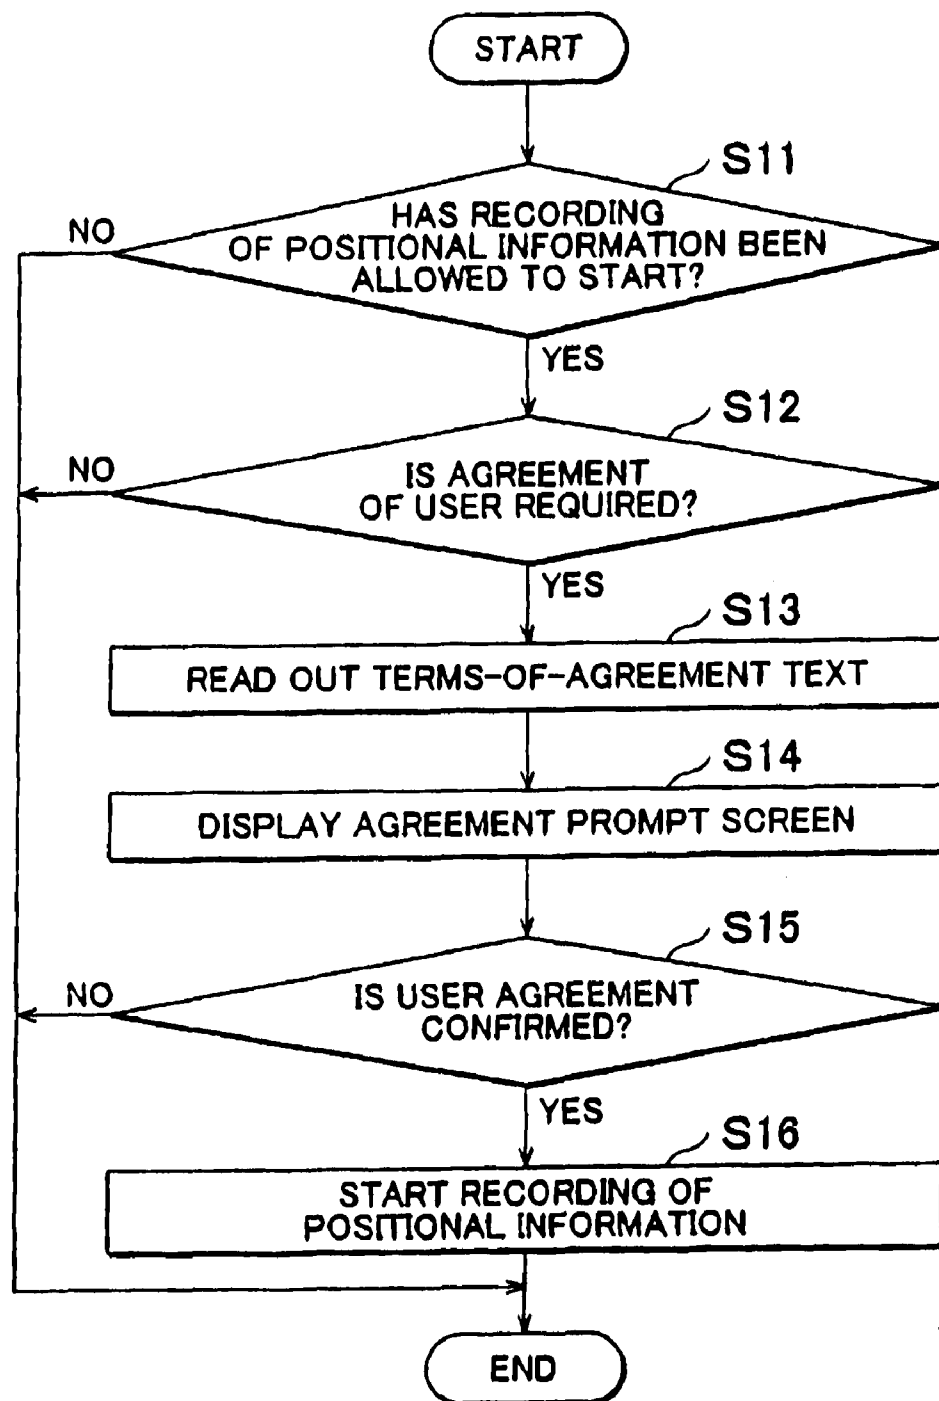 START
S11
HAS RECORDING
OF POSITIONAL INFORMATION BEEN
ALLOWED TO START?
NO
YES
S12
IS AGREEMENT
OF USER REQUIRED?
NO
YES
S13
READ OUT TERMS-OF-AGREEMENT TEXT
S14
DISPLAY AGREEMENT PROMPT SCREEN
S15
IS USER AGREEMENT
CONFIRMED?
NO
YES
S16
START RECORDING OF
POSITIONAL INFORMATION
END